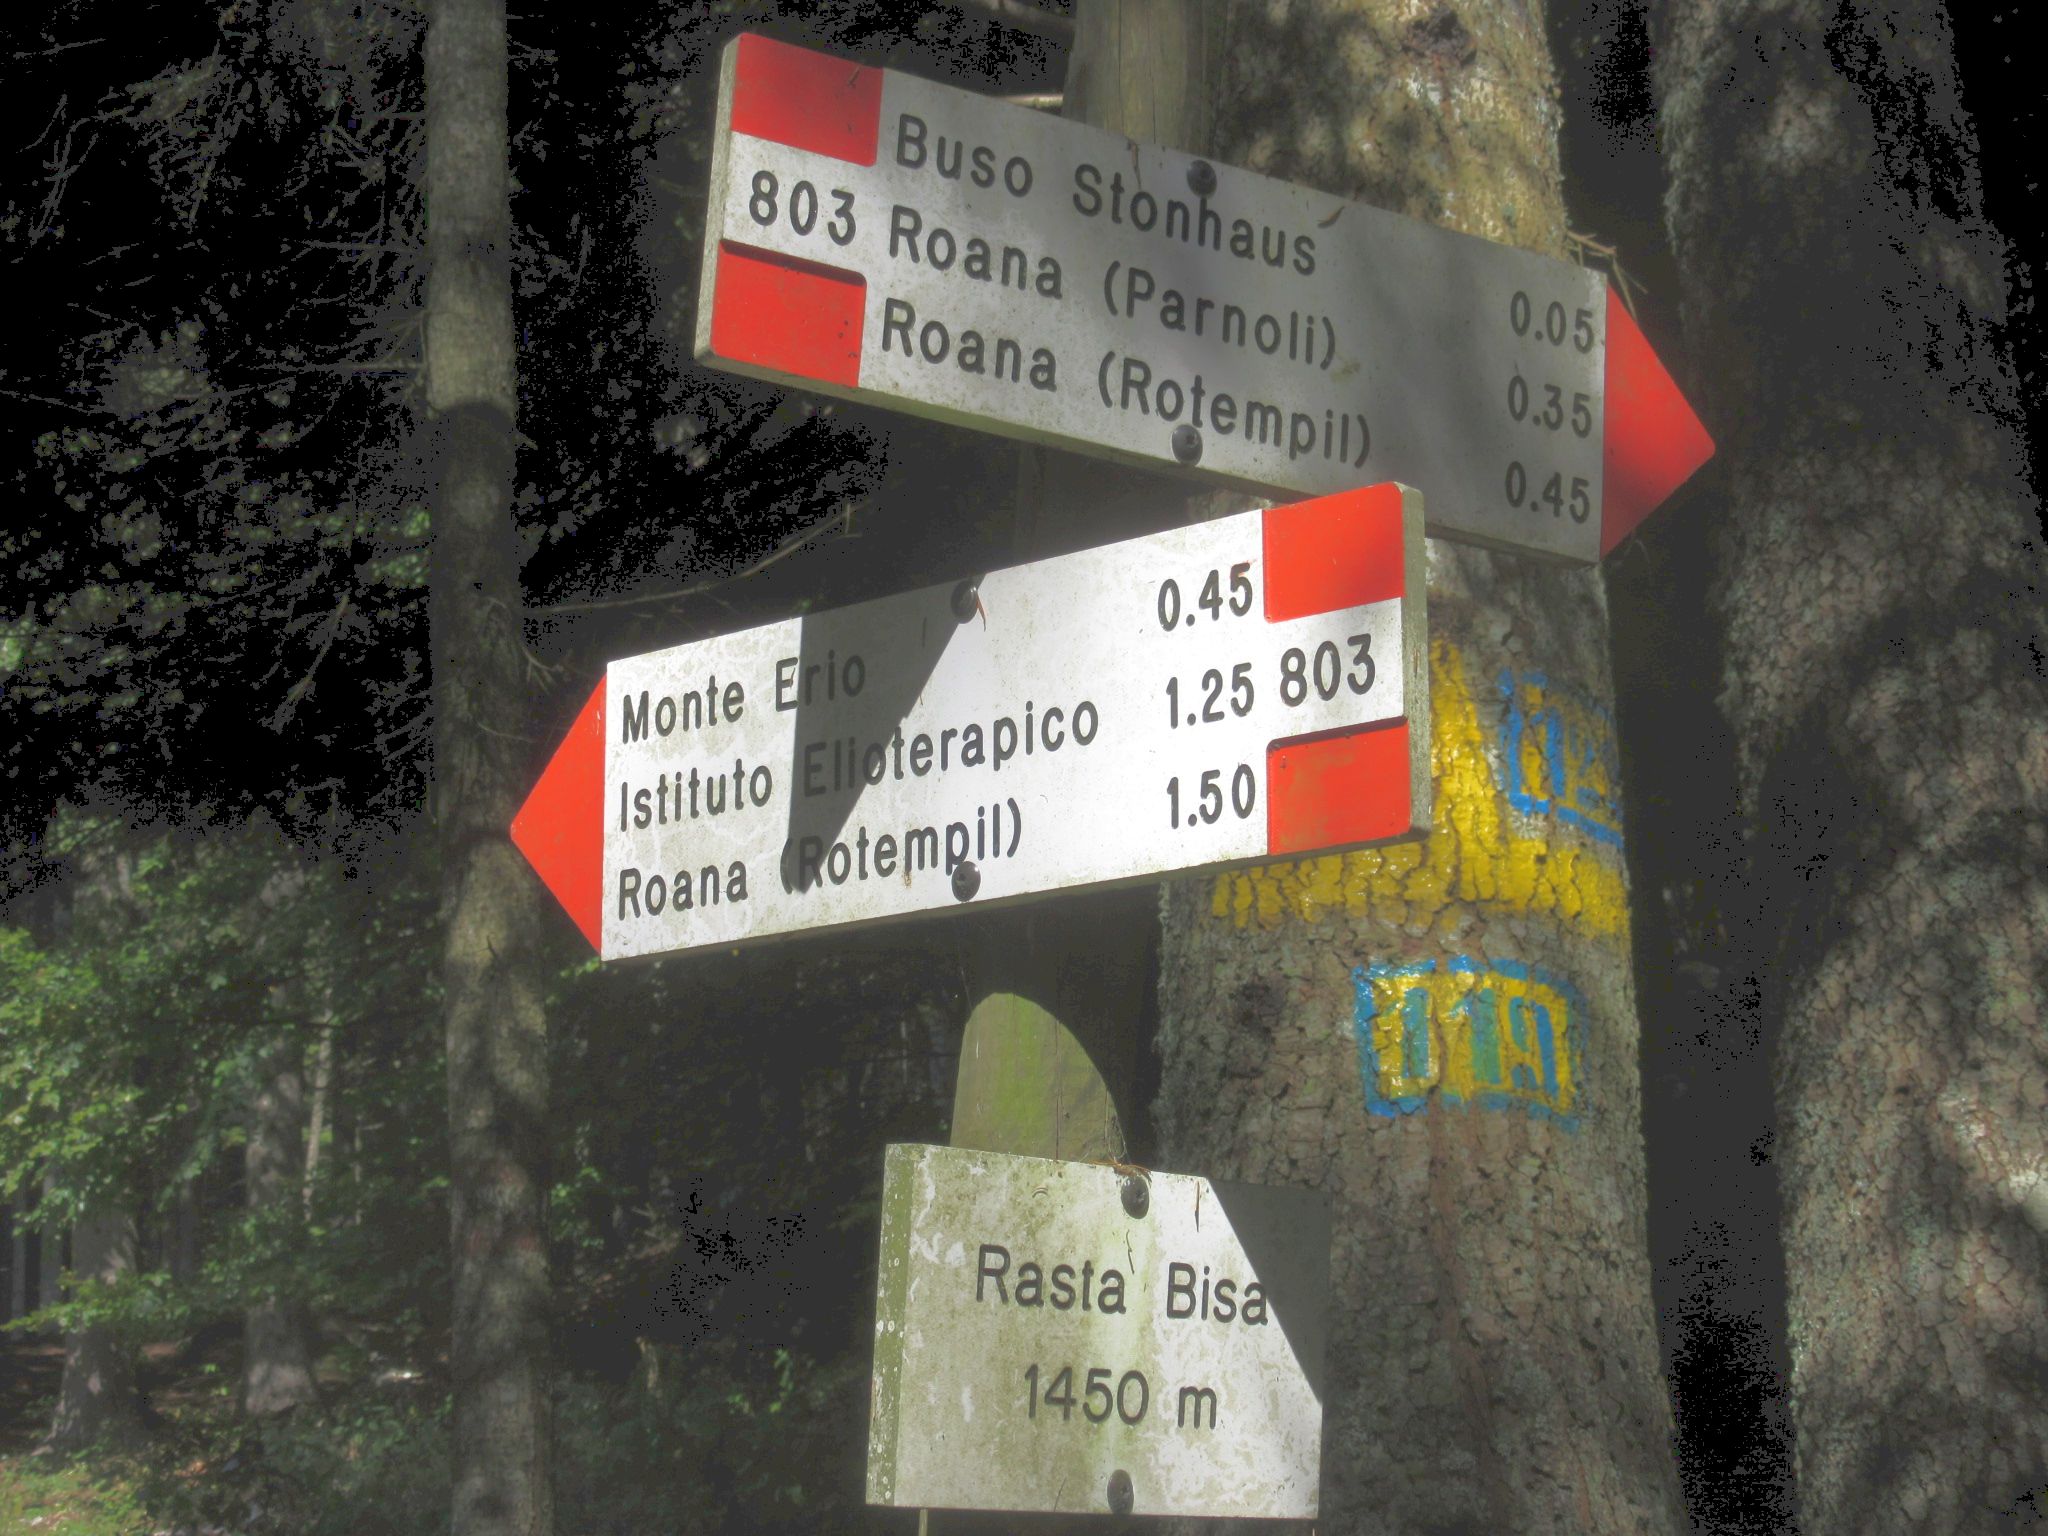 Buso Stonhaus 0.05
803 Roana (Parnoli) 0.35
Roana (Rotempil) 0.45
Monte Erio 0.45
Istituto Elioterapico 1.25 803
Roana (Rotempil) 1.50
119
Rasta Bisa
1450 m